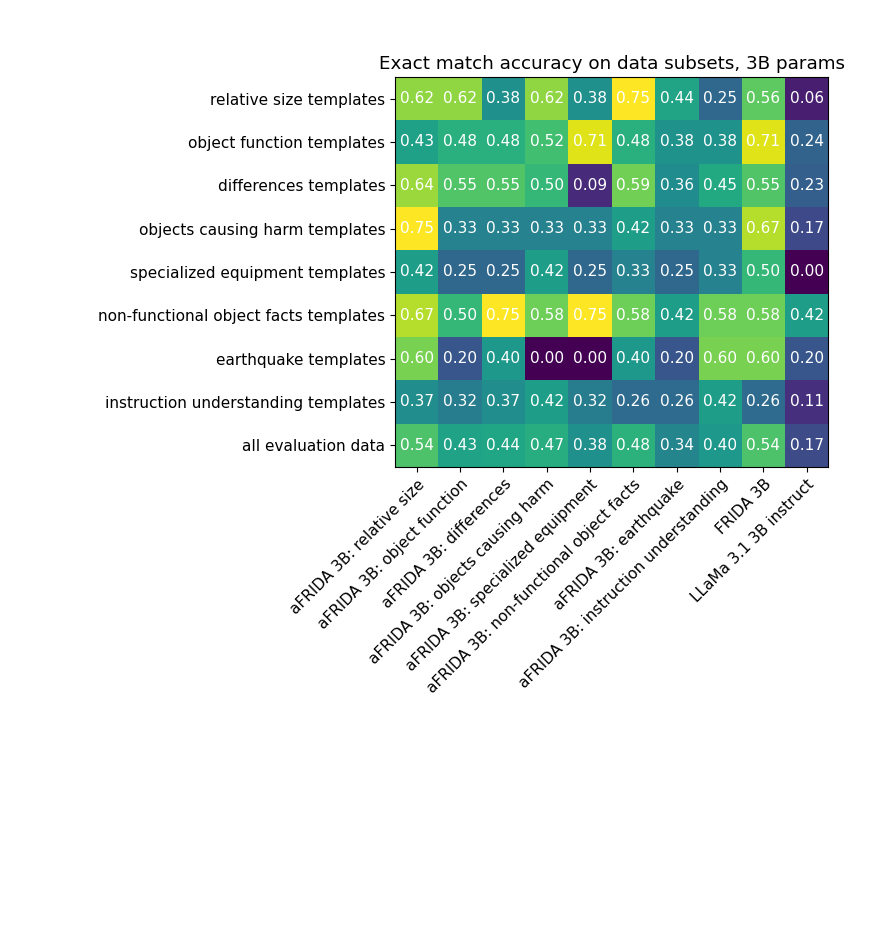 Exact match accuracy on data subsets, 3B params
relative size templates 0.62 0.62 0.38 0.62 0.38 0.75 0.44 0.25 0.56 0.06
object function templates 0.43 0.48 0.48 0.52 0.71 0.48 0.38 0.38 0.71 0.24
differences templates 0.64 0.55 0.55 0.50 0.09 0.59 0.36 0.45 0.55 0.23
objects causing harm templates 0.75 0.33 0.33 0.33 0.33 0.42 0.33 0.33 0.67 0.17
specialized equipment templates 0.42 0.25 0.25 0.42 0.25 0.33 0.25 0.33 0.50 0.00
non-functional object facts templates 0.67 0.50 0.75 0.58 0.75 0.58 0.42 0.58 0.58 0.42
earthquake templates 0.60 0.20 0.40 0.00 0.00 0.40 0.20 0.60 0.60 0.20
instruction understanding templates 0.37 0.32 0.37 0.42 0.32 0.26 0.26 0.42 0.26 0.11
all evaluation data 0.54 0.43 0.44 0.47 0.38 0.48 0.34 0.40 0.54 0.17
aFRIDA 3B: relative size
aFRIDA 3B: object function
aFRIDA 3B: differences
aFRIDA 3B: objects causing harm
aFRIDA 3B: specialized equipment
aFRIDA 3B: non-functional object facts
aFRIDA 3B: earthquake
aFRIDA 3B: instruction understanding
FRIDA 3B
LLaMa 3.1 3B instruct